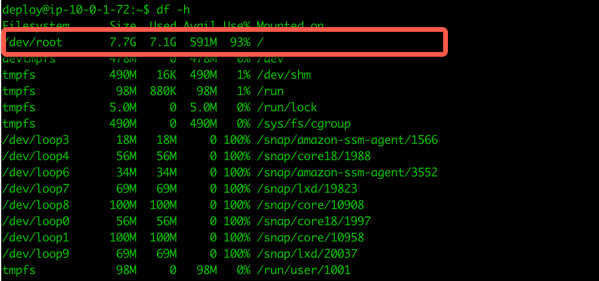 deploy@ip-10-0-1-72:~$ df -h
Filesystem Size Used Avail Use% Mounted on
/dev/root 7.7G 7.1G 591M 93% /
devtmpfs 478M 0 478M 0% /dev
tmpfs 490M 16K 490M 1% /dev/shm
tmpfs 98M 880K 98M 1% /run
tmpfs 5.0M 0 5.0M 0% /run/lock
tmpfs 490M 0 490M 0% /sys/fs/cgroup
/dev/loop3 18M 18M 0 100% /snap/amazon-ssm-agent/1566
/dev/loop4 56M 56M 0 100% /snap/core18/1988
/dev/loop6 34M 34M 0 100% /snap/amazon-ssm-agent/3552
/dev/loop7 69M 69M 0 100% /snap/lxd/19823
/dev/loop8 100M 100M 0 100% /snap/core/10908
/dev/loop0 56M 56M 0 100% /snap/core18/1997
/dev/loop1 100M 100M 0 100% /snap/core/10958
/dev/loop9 69M 69M 0 100% /snap/lxd/20037
tmpfs 98M 0 98M 0% /run/user/1001